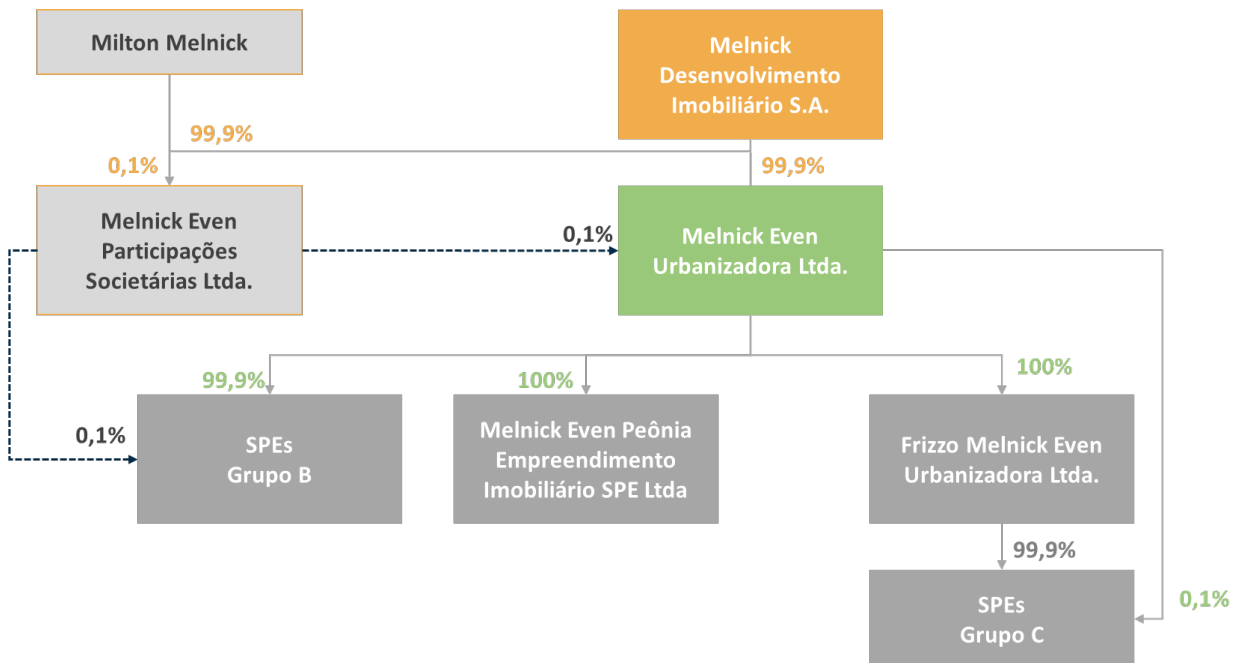 Milton Melnick
Melnick
Desenvolvimento
Imobiliário S.A.
99,9%
0,1%
99,9%
Melnick Even
Participações
Societárias Ltda.
0,1%
Melnick Even
Urbanizadora Ltda.
99,9%
100%
100%
0,1%
SPEs
Grupo B
Melnick Even Peônia
Empreendimento
Imobiliário SPE Ltda
Frizzo Melnick Even
Urbanizadora Ltda.
99,9%
0,1%
SPEs
Grupo C